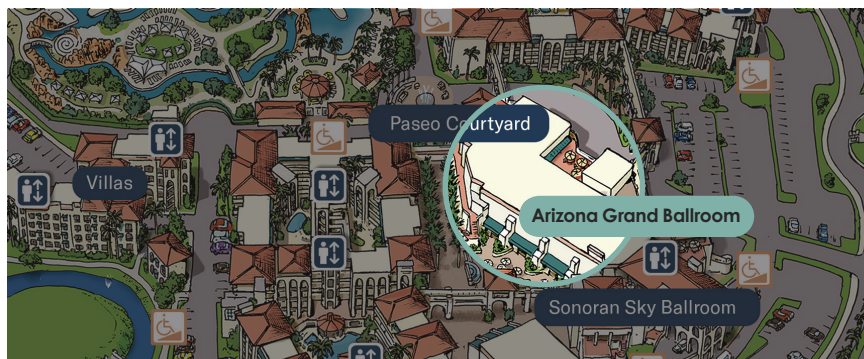 Paseo Courtyard
Villas
Arizona Grand Ballroom
Sonoran Sky Ballroom